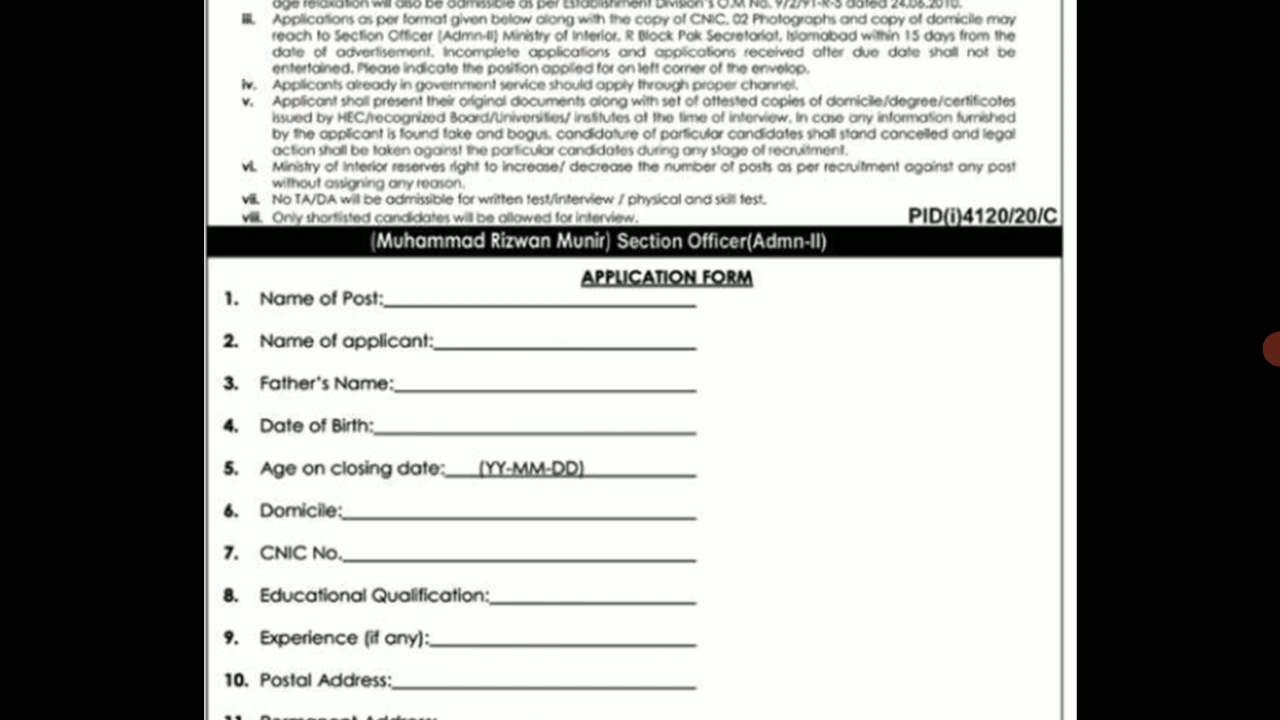 age relaxation will also be admissible as per Establishment Division's O.M No. 9/2/91-R-5 dated 24.06.2010.
iii. Applications as per format given below along with the copy of CNIC, 02 Photographs and copy of domicile may
reach to Section Officer (Admn-II) Ministry of Interior, R Block Pak Secretariat, Islamabad within 15 days from the
date of advertisement. Incomplete applications and applications received after due date shall not be
entertained. Please indicate the position applied for on left corner of the envelop.
iv. Applicants already in government service should apply through proper channel.
v. Applicant shall present their original documents along with set of attested copies of domicile/degree/certificates
issued by HEC/recognized Board/Universities/ institutes at the time of interview. In case any information furnished
by the applicant is found fake and bogus, candidature of particular candidates shall stand cancelled and legal
action shall be taken against the particular candidates during any stage of recruitment.
vi. Ministry of Interior reserves right to increase/ decrease the number of posts as per recruitment against any post
without assigning any reason.
vii. No TA/DA will be admissible for written test/interview / physical and skill test.
viii. Only shortlisted candidates will be allowed for interview. PID(i)4120/20/C
(Muhammad Rizwan Munir) Section Officer(Admn-II)
APPLICATION FORM
1. Name of Post:
2. Name of applicant:
3. Father's Name:
4. Date of Birth:
5. Age on closing date: (YY-MM-DD)
6. Domicile:
7. CNIC No.
8. Educational Qualification:
9. Experience (if any):
10. Postal Address:
11. Permanent Address: